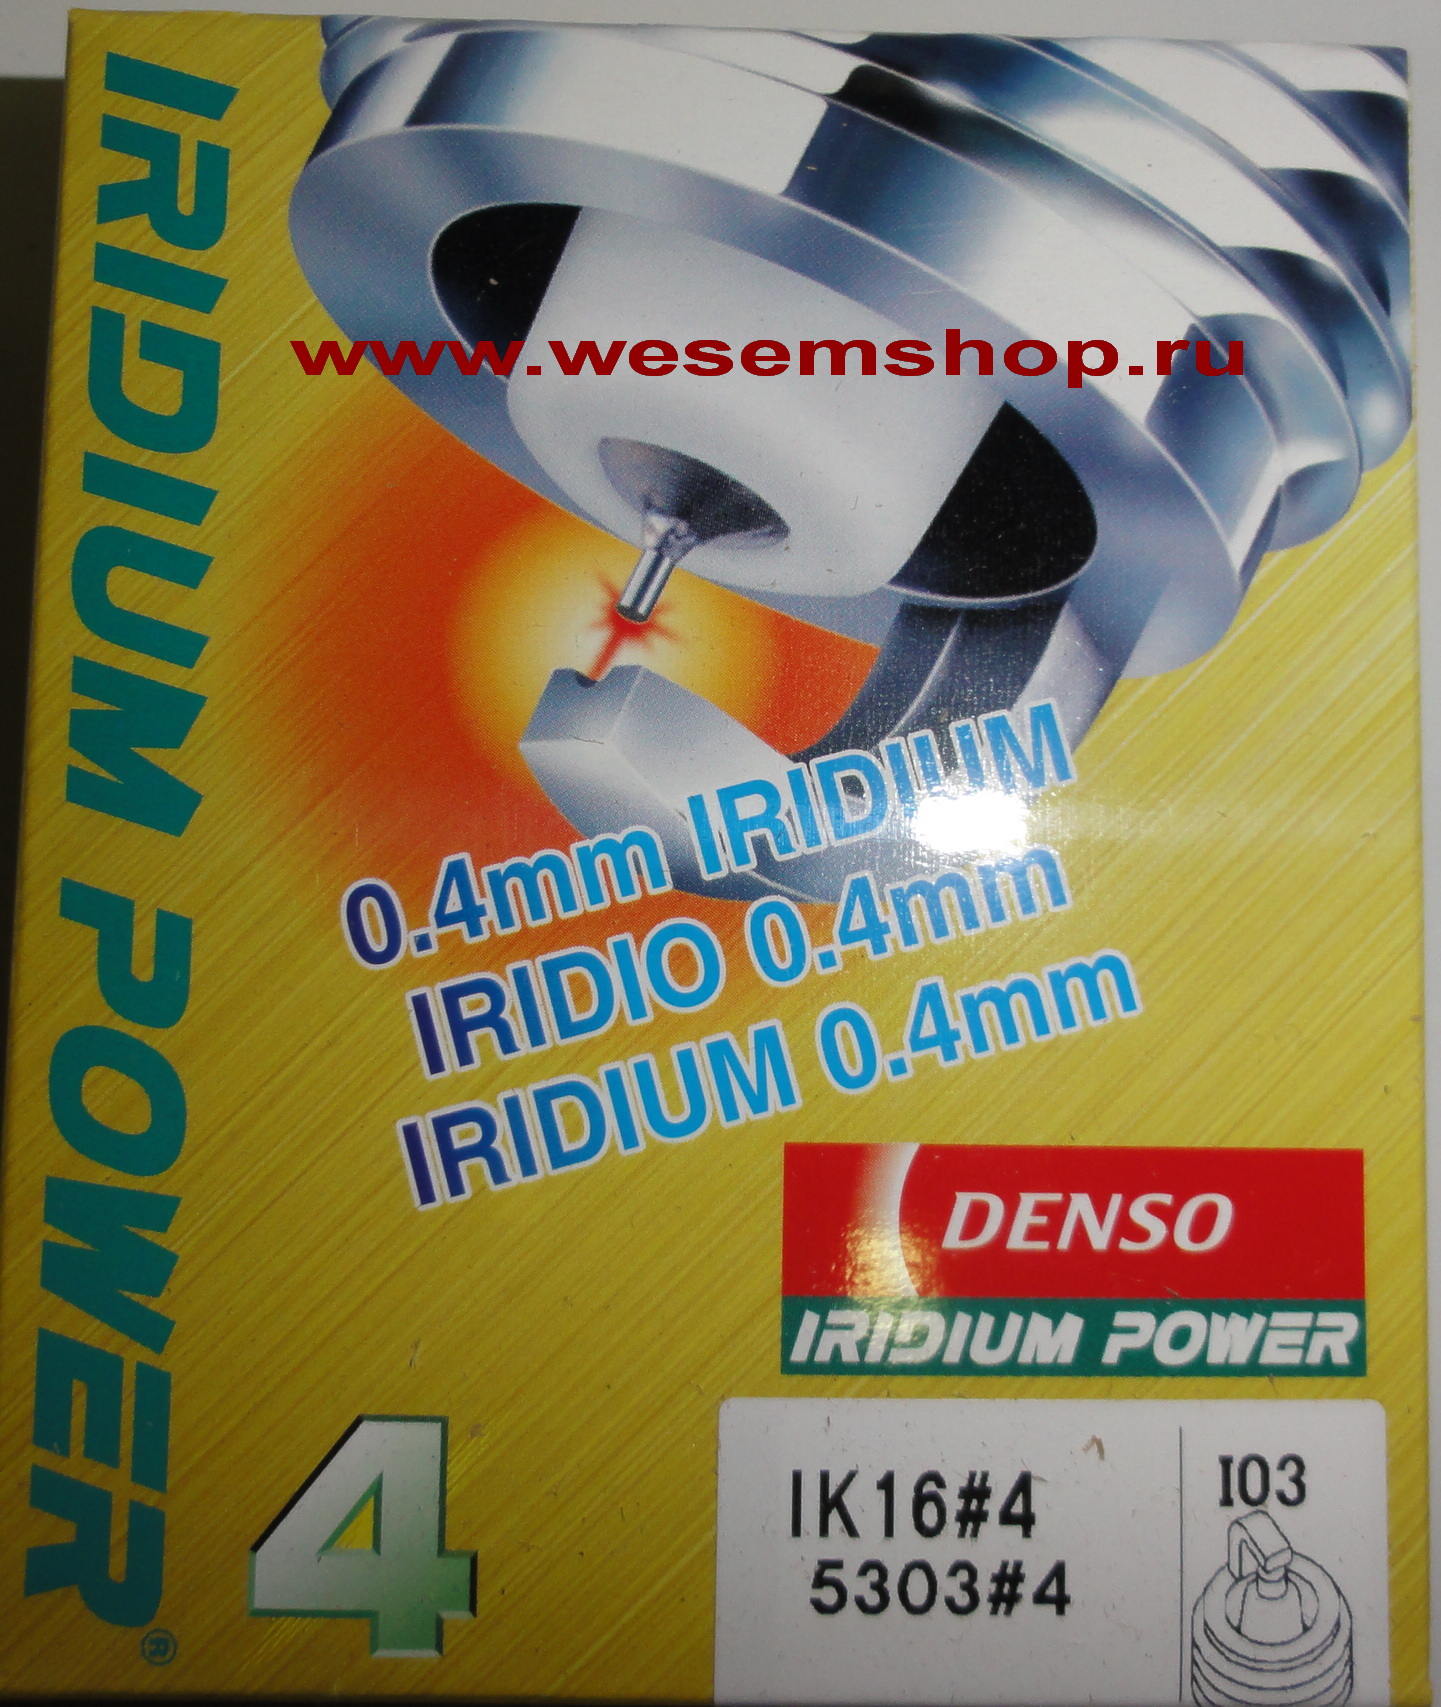 IRIDIUM POWER®
www.wesemshop.ru
0.4mm IRIDIUM
IRIDIO 0.4mm
IRIDIUM 0.4mm
DENSO
IRIDIUM POWER
4
IK16#4
5303#4
I03